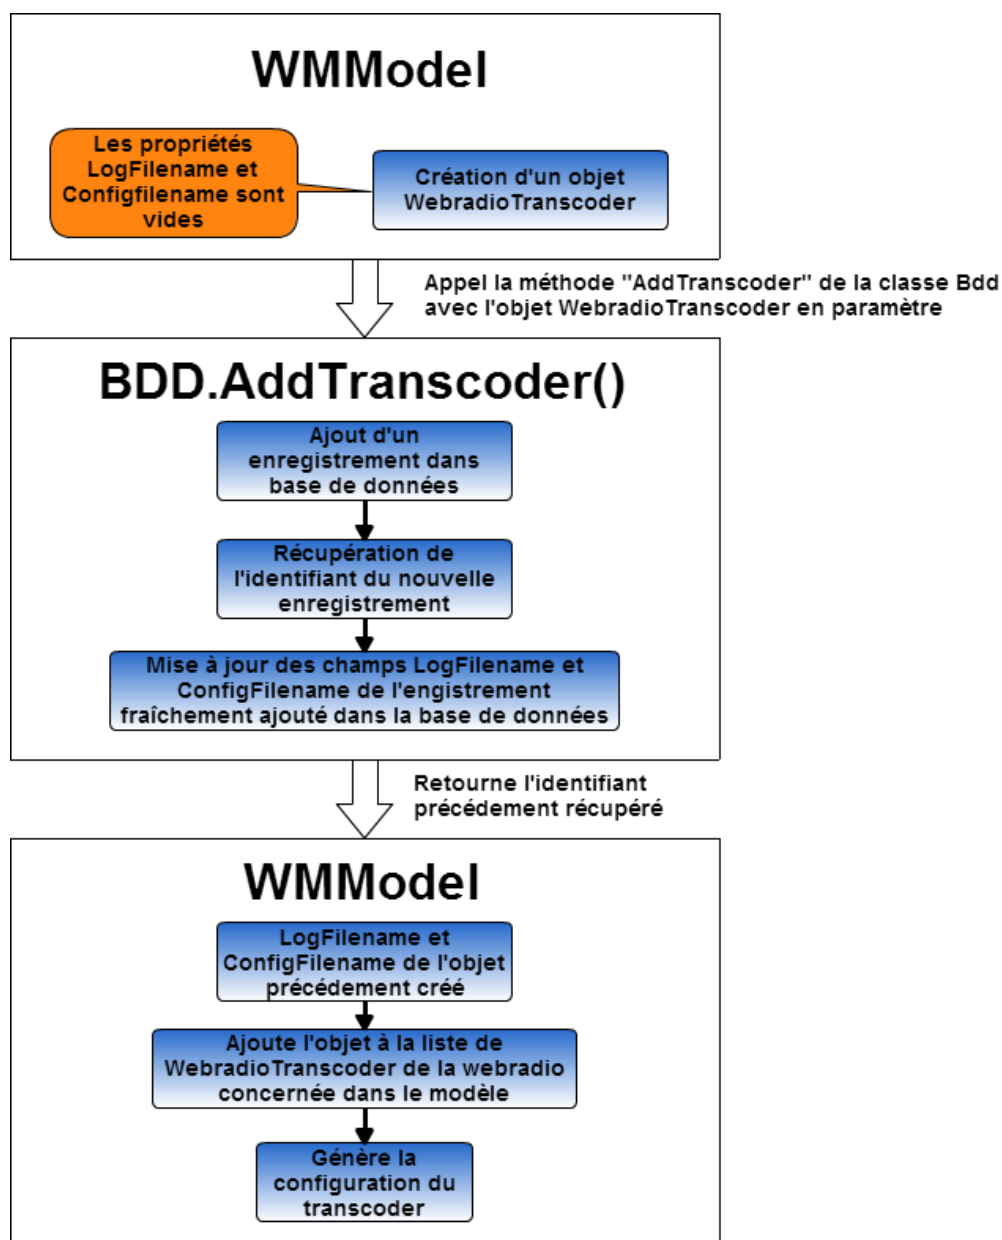 WMModel
Les propriétés
LogFilename et
Configfilename sont
vides
Création d'un objet
WebradioTranscoder
Appel la méthode "AddTranscoder" de la classe Bdd
avec l'objet WebradioTranscoder en paramètre
BDD.AddTranscoder()
Ajout d'un
enregistrement dans
base de données
Récupération de
l'identifiant du nouvelle
enregistrement
Mise à jour des champs LogFilename et
ConfigFilename de l'engistrement
fraîchement ajouté dans la base de données
Retourne l'identifiant
précédement récupéré
WMModel
LogFilename et
ConfigFilename de l'objet
précédement créé
Ajoute l'objet à la liste de
WebradioTranscoder de la webradio
concernée dans le modèle
Génère la
configuration du
transcoder